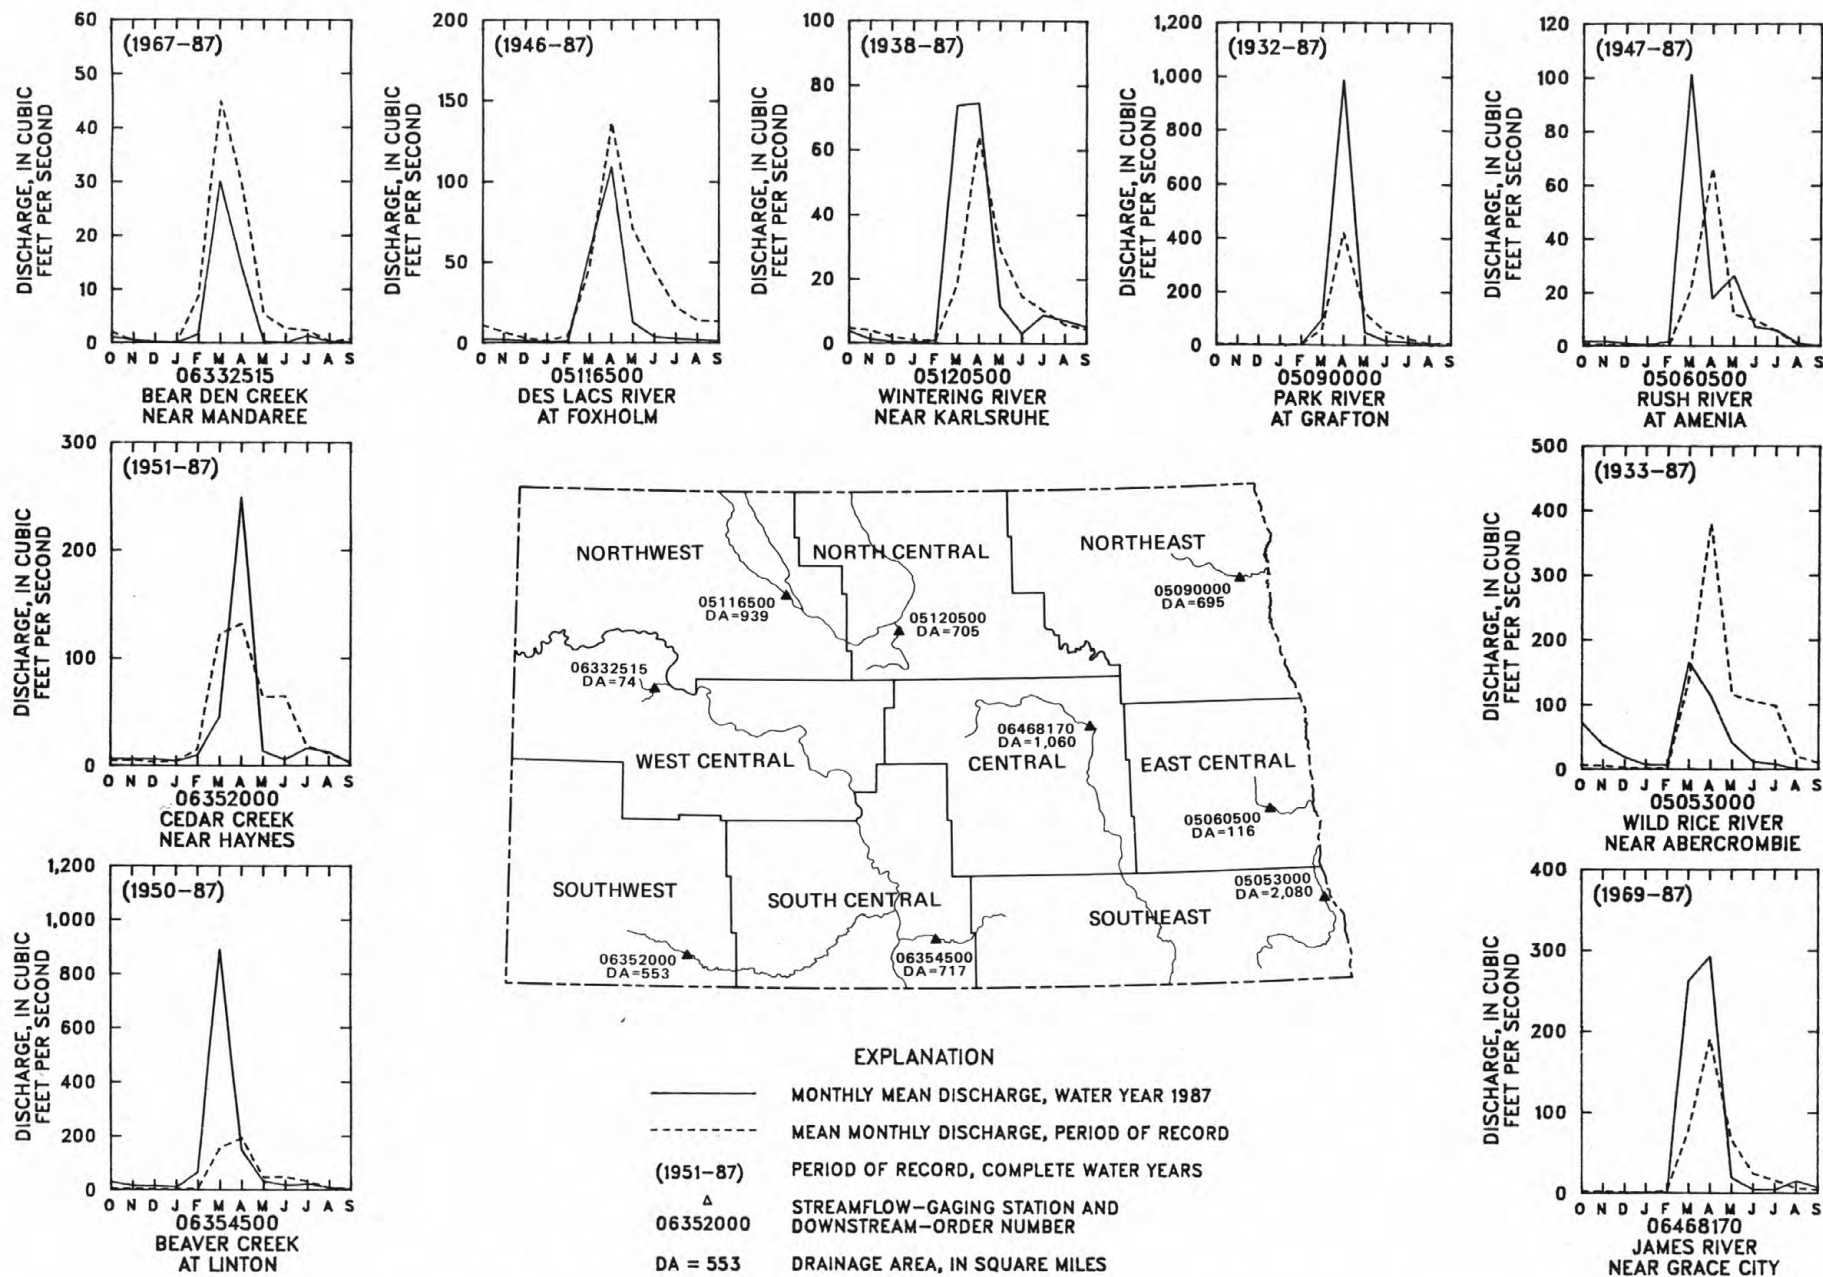 DISCHARGE, IN CUBIC
FEET PER SECOND
60
50
40
30
20
10
0
(1967-87)
O N D J F M A M J J A S
06332515
BEAR DEN CREEK
NEAR MANDAREE
DISCHARGE, IN CUBIC
FEET PER SECOND
200
150
100
50
0
(1946-87)
O N D J F M A M J J A S
05116500
DES LACS RIVER
AT FOXHOLM
DISCHARGE, IN CUBIC
FEET PER SECOND
100
80
60
40
20
0
(1938-87)
O N D J F M A M J J A S
05120500
WINTERING RIVER
NEAR KARLSRUHE
DISCHARGE, IN CUBIC
FEET PER SECOND
1,200
1,000
800
600
400
200
0
(1932-87)
O N D J F M A M J J A S
05090000
PARK RIVER
AT GRAFTON
DISCHARGE, IN CUBIC
FEET PER SECOND
120
100
80
60
40
20
0
(1947-87)
O N D J F M A M J J A S
05060500
RUSH RIVER
AT AMENIA
DISCHARGE, IN CUBIC
FEET PER SECOND
300
200
100
0
(1951-87)
O N D J F M A M J J A S
06352000
CEDAR CREEK
NEAR HAYNES
NORTHWEST
NORTH CENTRAL
NORTHEAST
05116500
DA=939
05120500
DA=705
05090000
DA=695
06332515
DA=74
WEST CENTRAL
06468170
DA=1,060
CENTRAL
EAST CENTRAL
05060500
DA=116
SOUTHWEST
SOUTH CENTRAL
SOUTHEAST
05053000
DA=2,080
06352000
DA=553
06354500
DA=717
DISCHARGE, IN CUBIC
FEET PER SECOND
500
400
300
200
100
0
(1933-87)
O N D J F M A M J J A S
05053000
WILD RICE RIVER
NEAR ABERCROMBIE
DISCHARGE, IN CUBIC
FEET PER SECOND
1,200
1,000
800
600
400
200
0
(1950-87)
O N D J F M A M J J A S
06354500
BEAVER CREEK
AT LINTON
EXPLANATION
MONTHLY MEAN DISCHARGE, WATER YEAR 1987
MEAN MONTHLY DISCHARGE, PERIOD OF RECORD
(1951-87) PERIOD OF RECORD, COMPLETE WATER YEARS
STREAMFLOW-GAGING STATION AND
06352000 DOWNSTREAM-ORDER NUMBER
DA = 553 DRAINAGE AREA, IN SQUARE MILES
DISCHARGE, IN CUBIC
FEET PER SECOND
400
300
200
100
0
(1969-87)
O N D J F M A M J J A S
06468170
JAMES RIVER
NEAR GRACE CITY